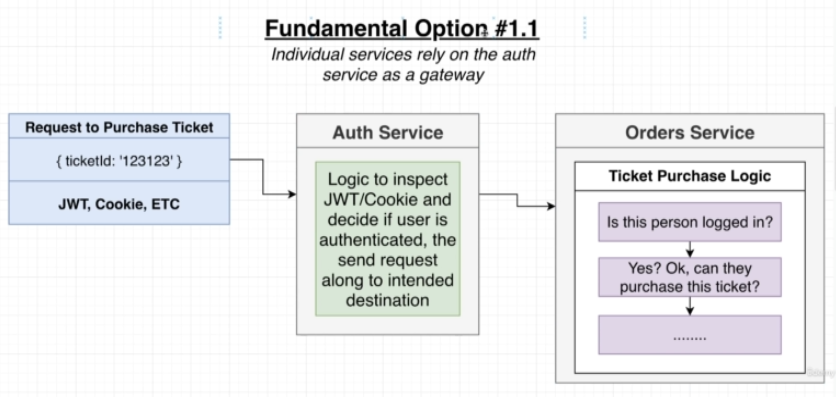 Fundamental Option #1.1
Individual services rely on the auth
service as a gateway
Request to Purchase Ticket
{ ticketId: '123123' }
JWT, Cookie, ETC
Auth Service
Logic to inspect
JWT/Cookie and
decide if user is
authenticated, the
send request
along to intended
destination
Orders Service
Ticket Purchase Logic
Is this person logged in?
Yes? Ok, can they
purchase this ticket?
........
Udemy